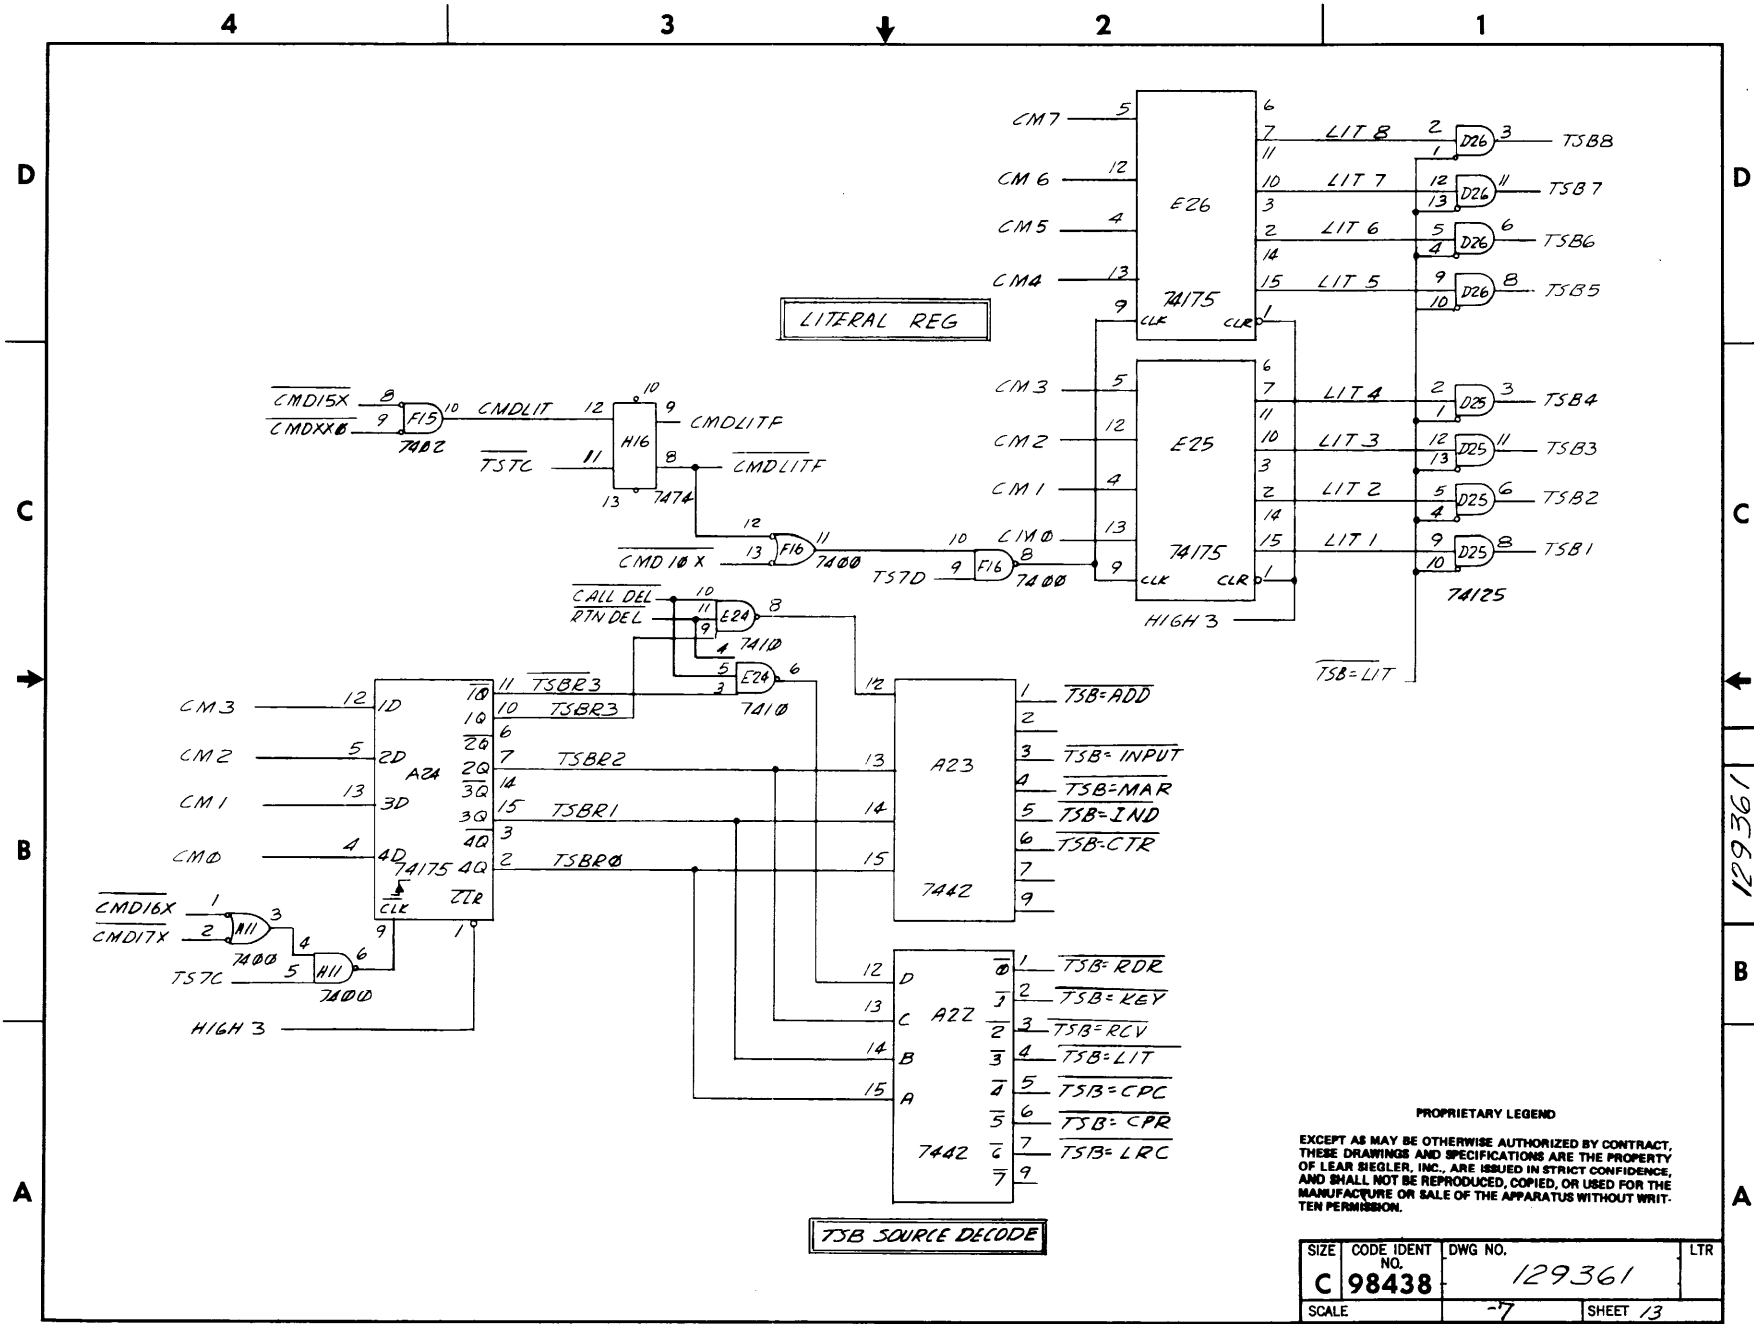 4 3 2 1
D
CM7 5
CM6 12
CM5 4
CM4 13
9 CLK
E26
74175
CLR 1
6
7 LIT 8 2 D26 3 TSB8
1
11
10 LIT 7 12 D26 11 TSB7
13
3
2 LIT 6 5 D26 6 TSB6
4
14
15 LIT 5 9 D26 8 TSB5
10
D
LITERAL REG
C
CMD15X 8
CMDXX0 9
F15 10 CMDLIT 12
7402
10
H16
9 CMDLITF
TSTC 11
8 CMDLITF
13 7474
12
CMD10X 13
F16 11
7400
10
TS7D 9
F16 8
7400
CM3 5
CM2 12
CM1 4
CM0 13
9 CLK
E25
74175
CLR 1
HIGH 3
6
7 LIT 4 2 D25 3 TSB4
1
11
10 LIT 3 12 D25 11 TSB3
13
3
2 LIT 2 5 D25 6 TSB2
4
14
15 LIT 1 9 D25 8 TSB1
10
74125
TSB=LIT
C
CALL DEL 10
RTN DEL 11
9
E24 8
7410
4
5
3
E24 6
7410
CM3 12 1D
CM2 5 2D
CM1 13 3D
CM0 4 4D
A24
74175
CLK
9
CLR
1
1Q 11 TSBR3
1Q 10 TSBR3
2Q 6
2Q 7 TSBR2
3Q 14
3Q 15 TSBR1
4Q 3
4Q 2 TSBR0
B
CMD16X 1
CMD17X 2
A11 3
7400
4
TS7C 5
A11 6
7400
HIGH 3
12
13
14
15
A23
7442
1 TSB=ADD
2
3 TSB=INPUT
4 TSB=MAR
5 TSB=IND
6 TSB=CTR
7
9
129361
B
12 D
13 C
14 B
15 A
A22
7442
0 1 TSB=RDR
1 2 TSB=KEY
2 3 TSB=RCV
3 4 TSB=LIT
4 5 TSB=CPC
5 6 TSB=CPR
6 7 TSB=LRC
7 9
A
TSB SOURCE DECODE
PROPRIETARY LEGEND
EXCEPT AS MAY BE OTHERWISE AUTHORIZED BY CONTRACT,
THESE DRAWINGS AND SPECIFICATIONS ARE THE PROPERTY
OF LEAR SIEGLER, INC., ARE ISSUED IN STRICT CONFIDENCE,
AND SHALL NOT BE REPRODUCED, COPIED, OR USED FOR THE
MANUFACTURE OR SALE OF THE APPARATUS WITHOUT WRIT-
TEN PERMISSION.
A
SIZE C
CODE IDENT NO. 98438
DWG NO. 129361
LTR
SCALE -7 SHEET 13